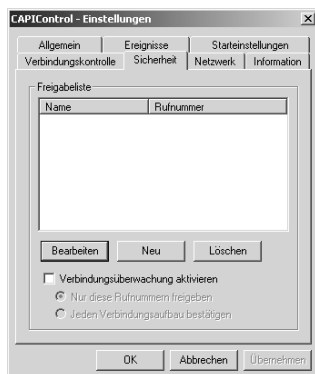 CAPIControl - Einstellungen
Allgemein Ereignisse Starteinstellungen
Verbindungskontrolle Sicherheit Netzwerk Information
Freigabeliste
Name Rufnummer
Bearbeiten Neu Löschen
Verbindungsüberwachung aktivieren
Nur diese Rufnummern freigeben
Jeden Verbindungsaufbau bestätigen
OK Abbrechen Übernehmen